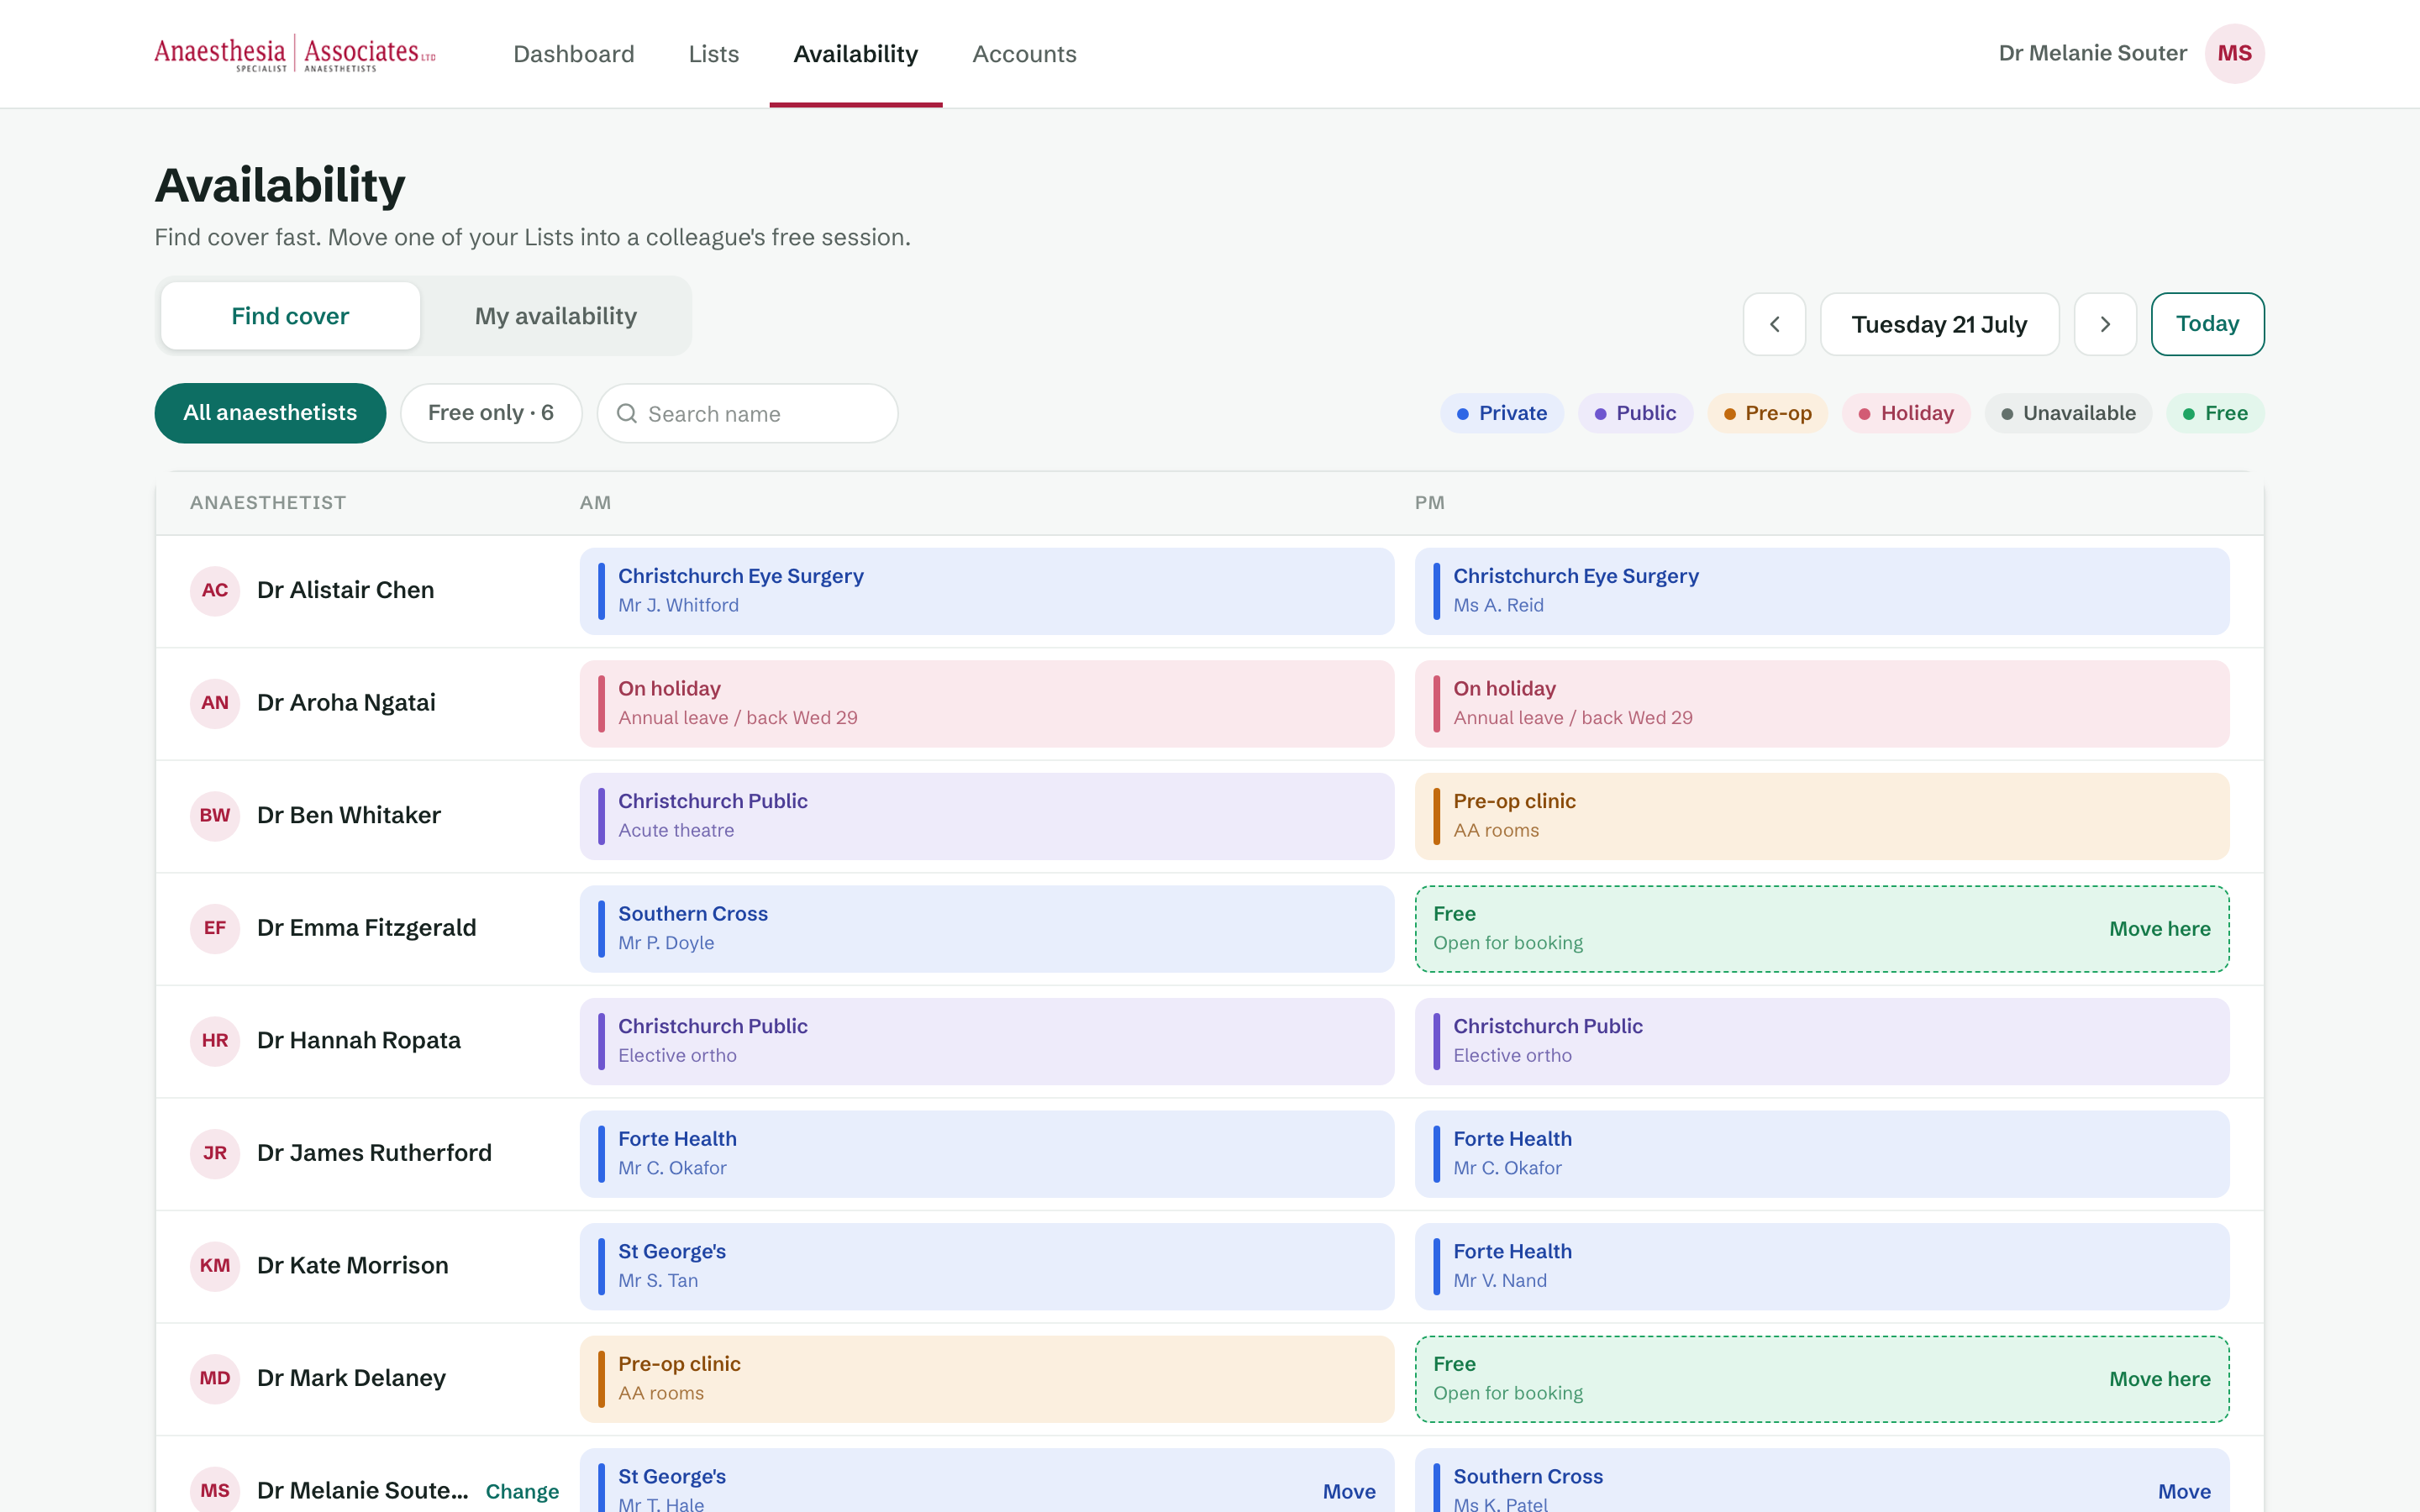 Anaesthesia | Associates LTD
SPECIALIST ANAESTHETISTS
Dashboard Lists Availability Accounts
Dr Melanie Souter MS
Availability
Find cover fast. Move one of your Lists into a colleague's free session.
Find cover My availability
Tuesday 21 July Today
All anaesthetists Free only · 6 Search name
Private Public Pre-op Holiday Unavailable Free
ANAESTHETIST AM PM
AC Dr Alistair Chen
Christchurch Eye Surgery
Mr J. Whitford
Christchurch Eye Surgery
Ms A. Reid
AN Dr Aroha Ngatai
On holiday
Annual leave / back Wed 29
On holiday
Annual leave / back Wed 29
BW Dr Ben Whitaker
Christchurch Public
Acute theatre
Pre-op clinic
AA rooms
EF Dr Emma Fitzgerald
Southern Cross
Mr P. Doyle
Free
Open for booking
Move here
HR Dr Hannah Ropata
Christchurch Public
Elective ortho
Christchurch Public
Elective ortho
JR Dr James Rutherford
Forte Health
Mr C. Okafor
Forte Health
Mr C. Okafor
KM Dr Kate Morrison
St George's
Mr S. Tan
Forte Health
Mr V. Nand
MD Dr Mark Delaney
Pre-op clinic
AA rooms
Free
Open for booking
Move here
MS Dr Melanie Soute... Change
St George's
Mr T. Hale
Move
Southern Cross
Ms K. Patel
Move